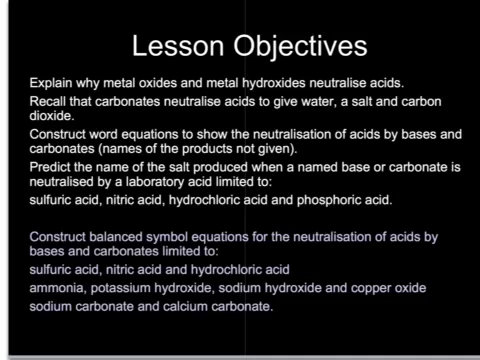 Lesson Objectives
Explain why metal oxides and metal hydroxides neutralise acids.
Recall that carbonates neutralise acids to give water, a salt and carbon
dioxide.
Construct word equations to show the neutralisation of acids by bases and
carbonates (names of the products not given).
Predict the name of the salt produced when a named base or carbonate is
neutralised by a laboratory acid limited to:
sulfuric acid, nitric acid, hydrochloric acid and phosphoric acid.
Construct balanced symbol equations for the neutralisation of acids by
bases and carbonates limited to:
sulfuric acid, nitric acid and hydrochloric acid
ammonia, potassium hydroxide, sodium hydroxide and copper oxide
sodium carbonate and calcium carbonate.